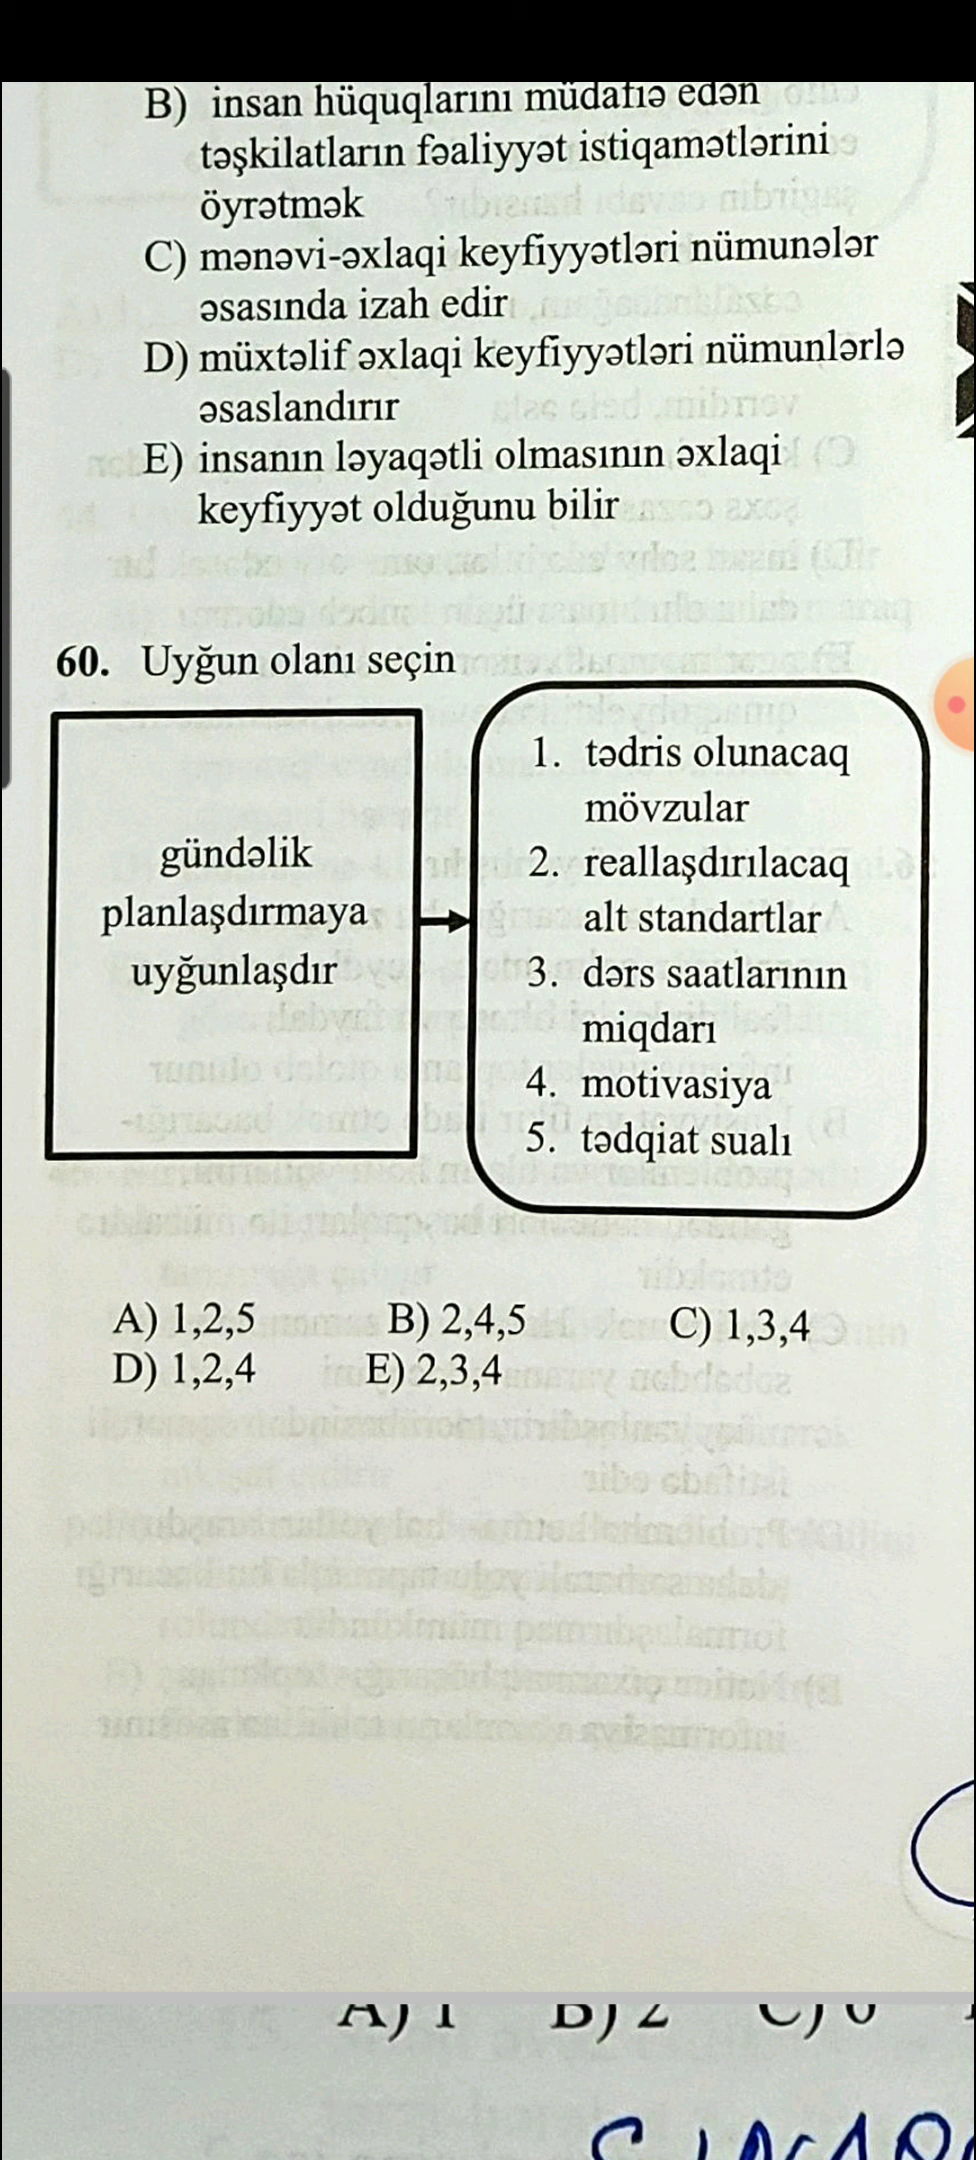 B) insan hüquqlarını müdafiə edən
təşkilatların fəaliyyət istiqamətlərini
öyrətmək
C) mənəvi-əxlaqi keyfiyyətləri nümunələr
əsasında izah edir
D) müxtəlif əxlaqi keyfiyyətləri nümunlərlə
əsaslandırır
E) insanın ləyaqətli olmasının əxlaqi
keyfiyyət olduğunu bilir
60. Uyğun olanı seçin
gündəlik
planlaşdırmaya
uyğunlaşdır
1. tədris olunacaq
mövzular
2. reallaşdırılacaq
alt standartlar
3. dərs saatlarının
miqdarı
4. motivasiya
5. tədqiat sualı
A) 1,2,5 B) 2,4,5 C) 1,3,4
D) 1,2,4 E) 2,3,4
A) 1 B) 2